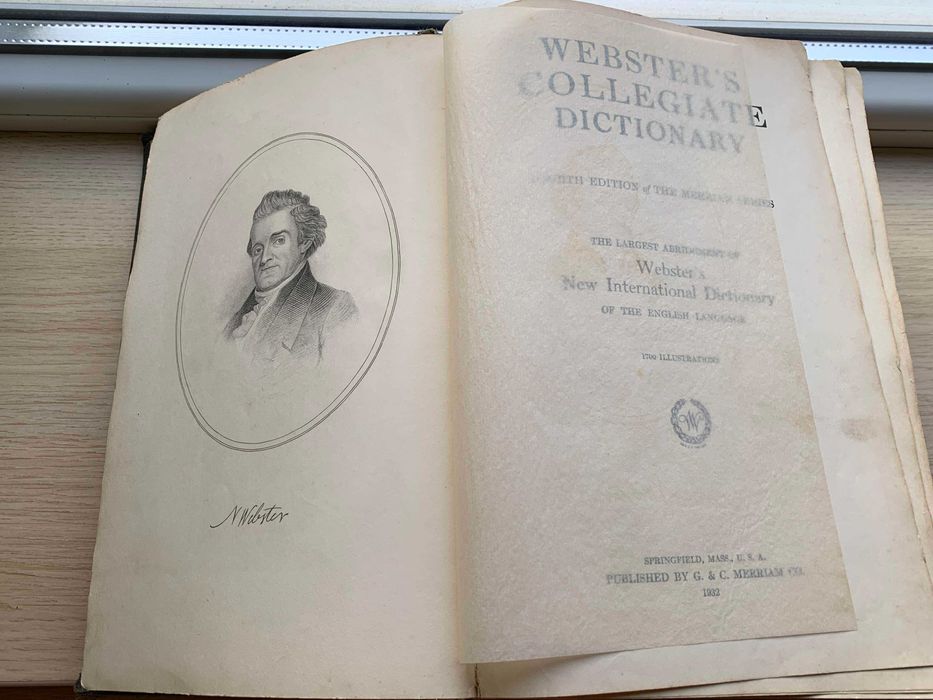 N Webster
WEBSTER'S
COLLEGIATE
DICTIONARY
EDITION of THE MERRIAM SERIES
THE LARGEST ABRIDGMENT OF
Webster's
New International Dictionary
OF THE ENGLISH LANGUAGE
1700 ILLUSTRATIONS
W
SPRINGFIELD, MASS., U. S. A.
PUBLISHED BY G. & C. MERRIAM CO.
1932